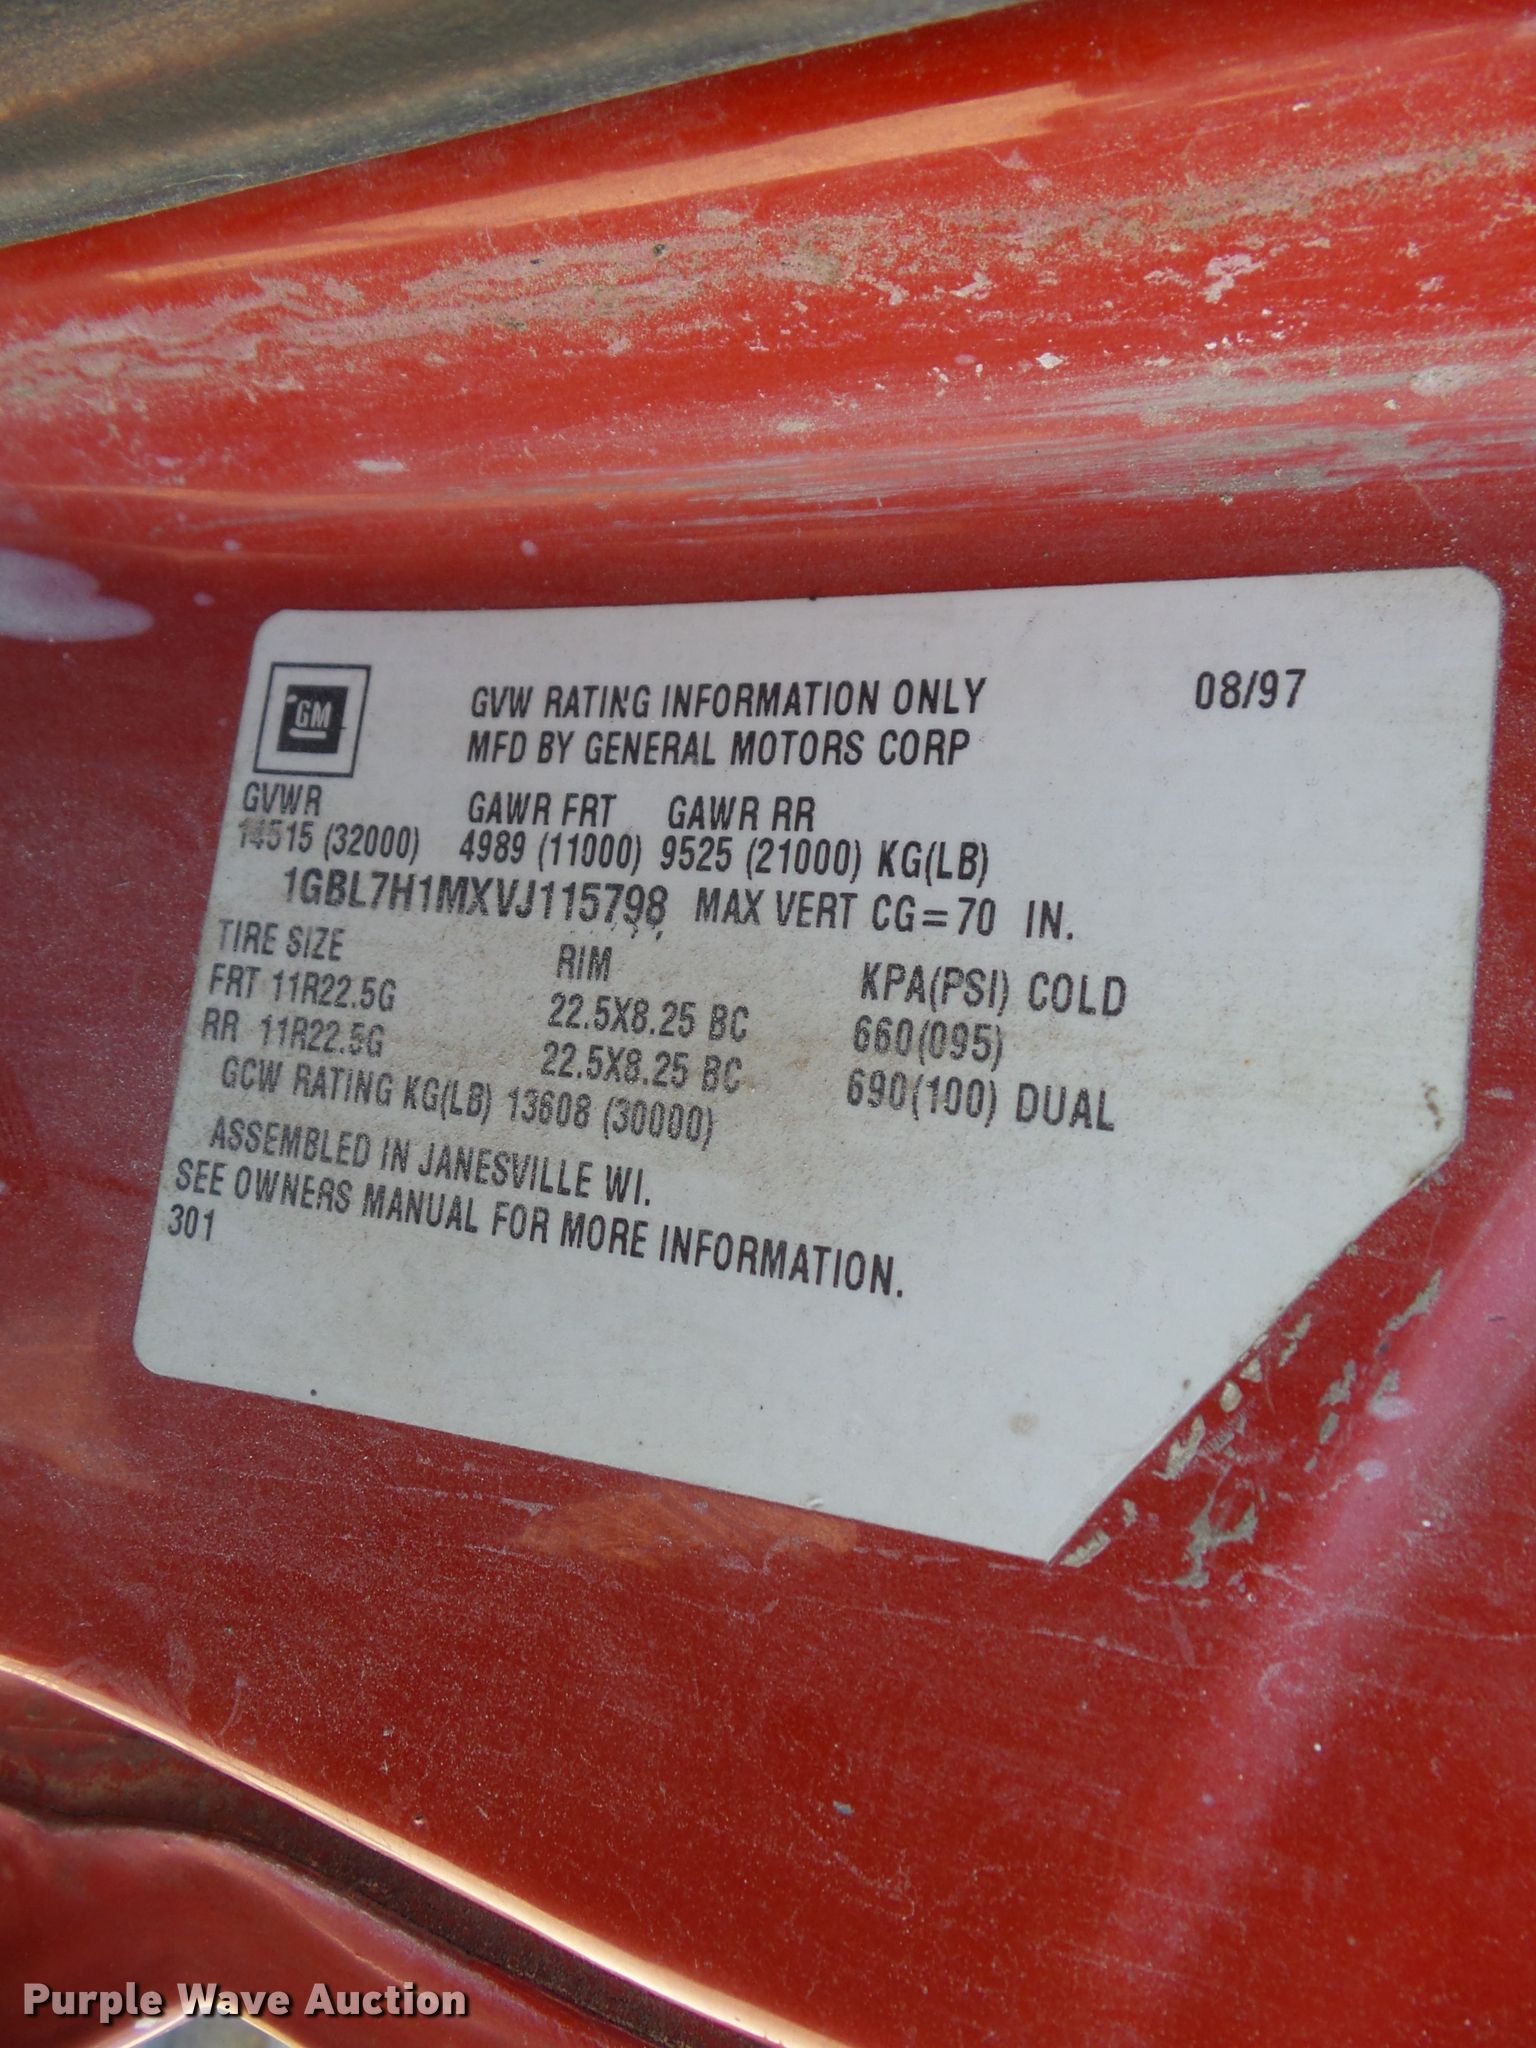 GM
GVW RATING INFORMATION ONLY 08/97
MFD BY GENERAL MOTORS CORP
GVWR GAWR FRT GAWR RR
14515 (32000) 4989 (11000) 9525 (21000) KG(LB)
1GBL7H1MXVJ115798 MAX VERT CG=70 IN.
TIRE SIZE RIM KPA(PSI) COLD
FRT 11R22.5G 22.5X8.25 BC 660(095)
RR 11R22.5G 22.5X8.25 BC 690(100) DUAL
GCW RATING KG(LB) 13608 (30000)
ASSEMBLED IN JANESVILLE WI.
SEE OWNERS MANUAL FOR MORE INFORMATION.
301
Purple Wave Auction